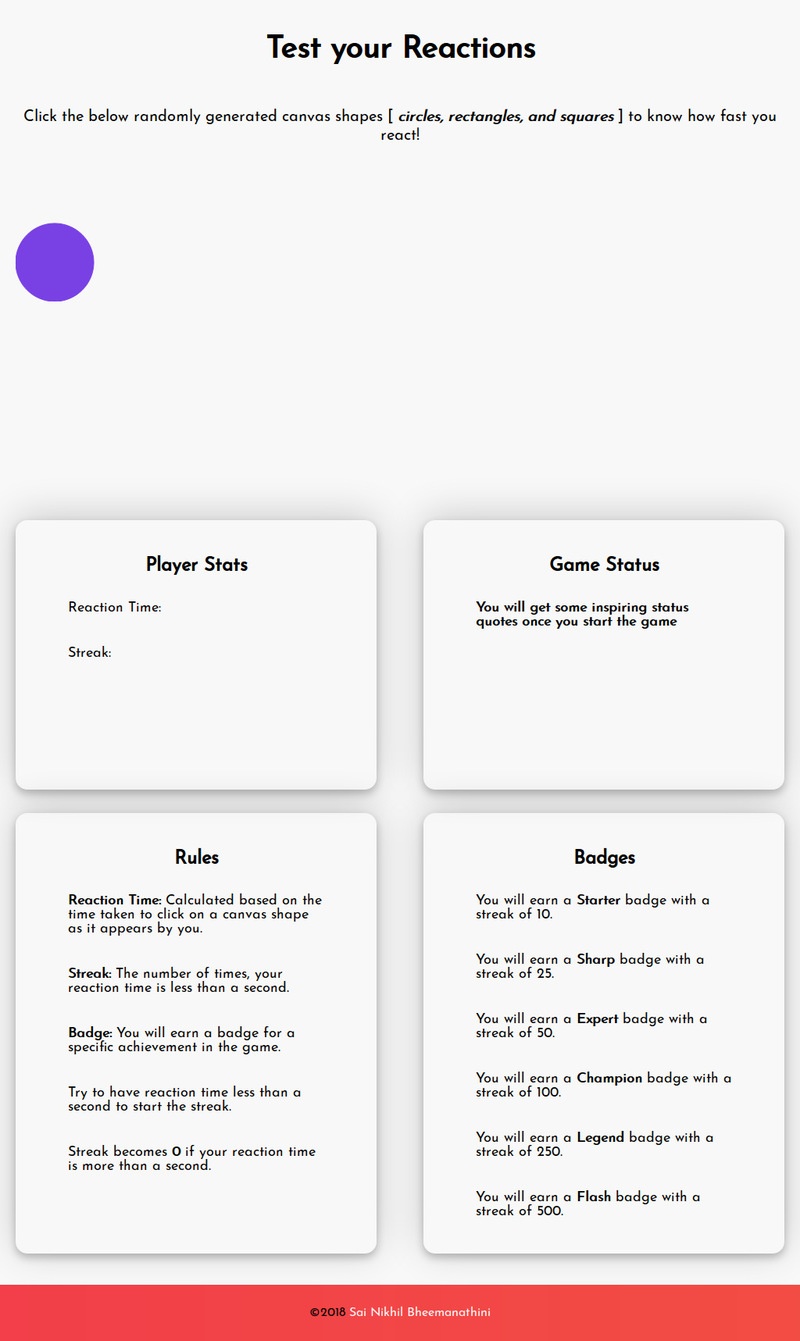 Test your Reactions
Click the below randomly generated canvas shapes [ circles, rectangles, and squares ] to know how fast you
react!
Player Stats
Reaction Time:
Streak:
Game Status
You will get some inspiring status
quotes once you start the game
Rules
Reaction Time: Calculated based on the
time taken to click on a canvas shape
as it appears by you.
Streak: The number of times, your
reaction time is less than a second.
Badge: You will earn a badge for a
specific achievement in the game.
Try to have reaction time less than a
second to start the streak.
Streak becomes 0 if your reaction time
is more than a second.
Badges
You will earn a Starter badge with a
streak of 10.
You will earn a Sharp badge with a
streak of 25.
You will earn a Expert badge with a
streak of 50.
You will earn a Champion badge with a
streak of 100.
You will earn a Legend badge with a
streak of 250.
You will earn a Flash badge with a
streak of 500.
©2018 Sai Nikhil Bheemanathini